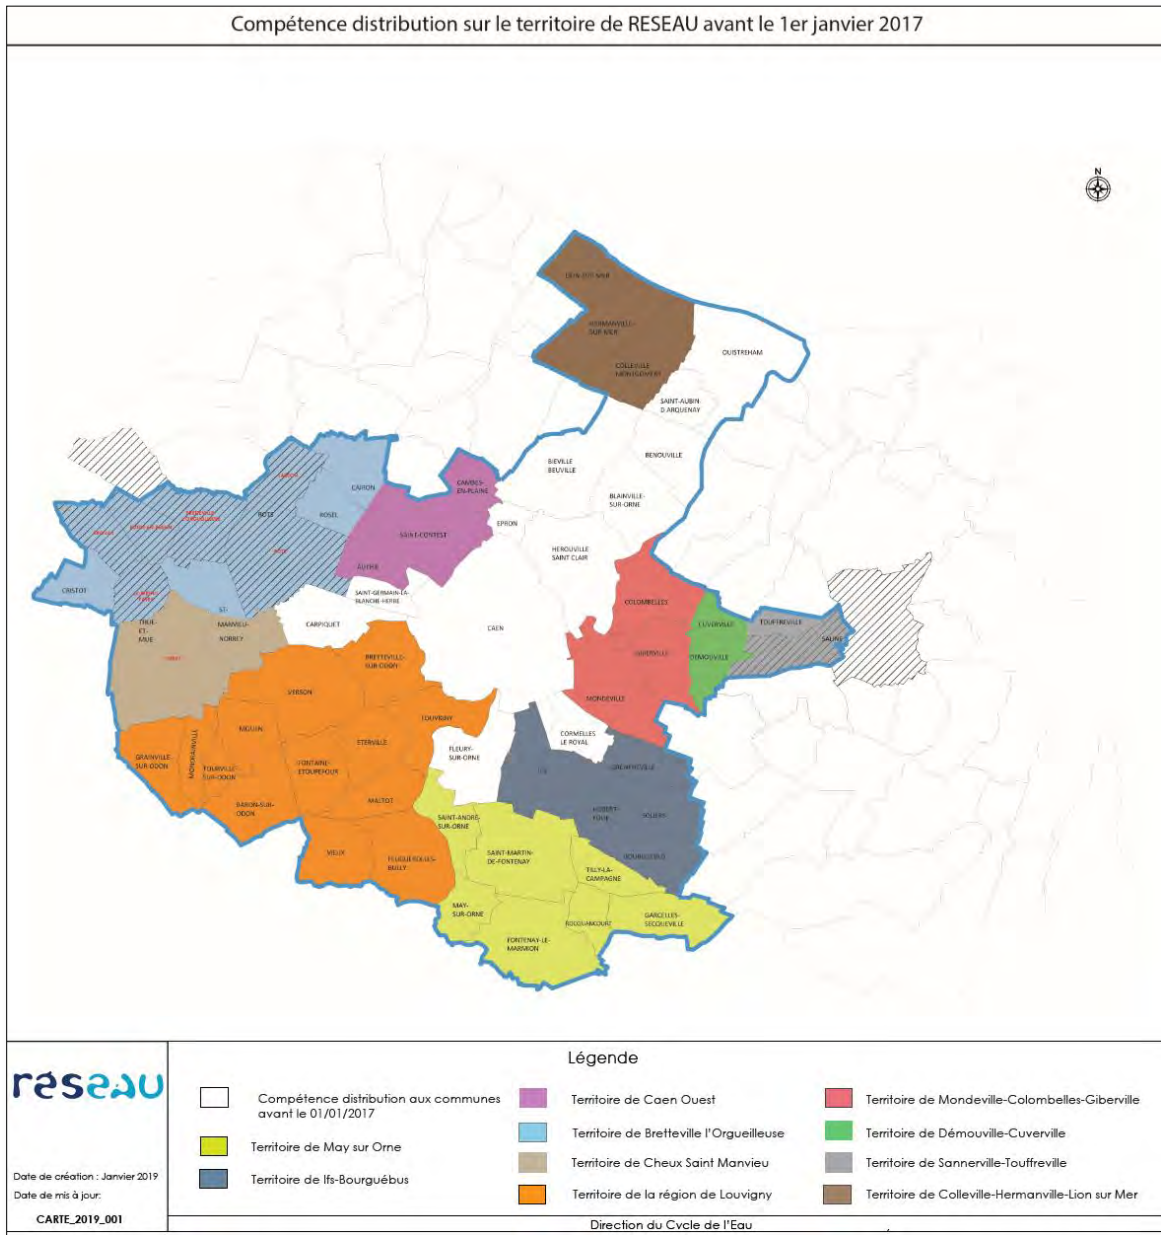 Compétence distribution sur le territoire de RESEAU avant le 1er janvier 2017
N
LION-SUR-MER
HERMANVILLE-
SUR-MER
COLLEVILLE
MONTGOMERY
OUISTREHAM
SAINT-AUBIN
D ARQUENAY
BENOUVILLE
BIEVILLE
BEUVILLE
BLAINVILLE-
SUR-ORNE
CAMBES-
EN-PLAINE
EPRON
HEROUVILLE
SAINT CLAIR
CAIRON
ROSEL
ROTS
SAINT-CONTEST
AUTHIE
SAINT-GERMAIN-LA-
BLANCHE-HERBE
CRISTOT
THUE-
ET-
MUE
ST-
MANVIEU-
NORREY
CARPIQUET
CAEN
COLOMBELLES
CUVERVILLE
TOUFFREVILLE
SALINE
GIBERVILLE
DEMOUVILLE
MONDEVILLE
BRETTEVILLE-
SUR-ODON
VERSON
LOUVIGNY
MOUEN
ETERVILLE
FLEURY-
SUR-ORNE
CORMELLES
LE ROYAL
GRAINVILLE-
SUR-ODON
MONDRAINVILLE
TOURVILLE-
SUR-ODON
FONTAINE-
ETOUPEFOUR
IFS
GRENTHEVILLE
BARON-SUR-
ODON
MALTOT
SAINT-ANDRÉ-
SUR-ORNE
HUBERT-
FOLIE
SOLIERS
VIEUX
FEUGUEROLLES-
BULLY
SAINT-MARTIN-
DE-FONTENAY
BOURGUEBUS
TILLY-LA-
CAMPAGNE
MAY-
SUR-ORNE
ROCQUANCOURT
GARCELLES-
SECQUEVILLE
FONTENAY-LE-
MARMION
réseau
Date de création : Janvier 2019
Date de mis à jour:
CARTE_2019_001
Légende
Compétence distribution aux communes
avant le 01/01/2017
Territoire de May sur Orne
Territoire de Ifs-Bourguébus
Territoire de Caen Ouest
Territoire de Bretteville l'Orgueilleuse
Territoire de Cheux Saint Manvieu
Territoire de la région de Louvigny
Territoire de Mondeville-Colombelles-Giberville
Territoire de Démouville-Cuverville
Territoire de Sannerville-Touffreville
Territoire de Colleville-Hermanville-Lion sur Mer
Direction du Cycle de l'Eau